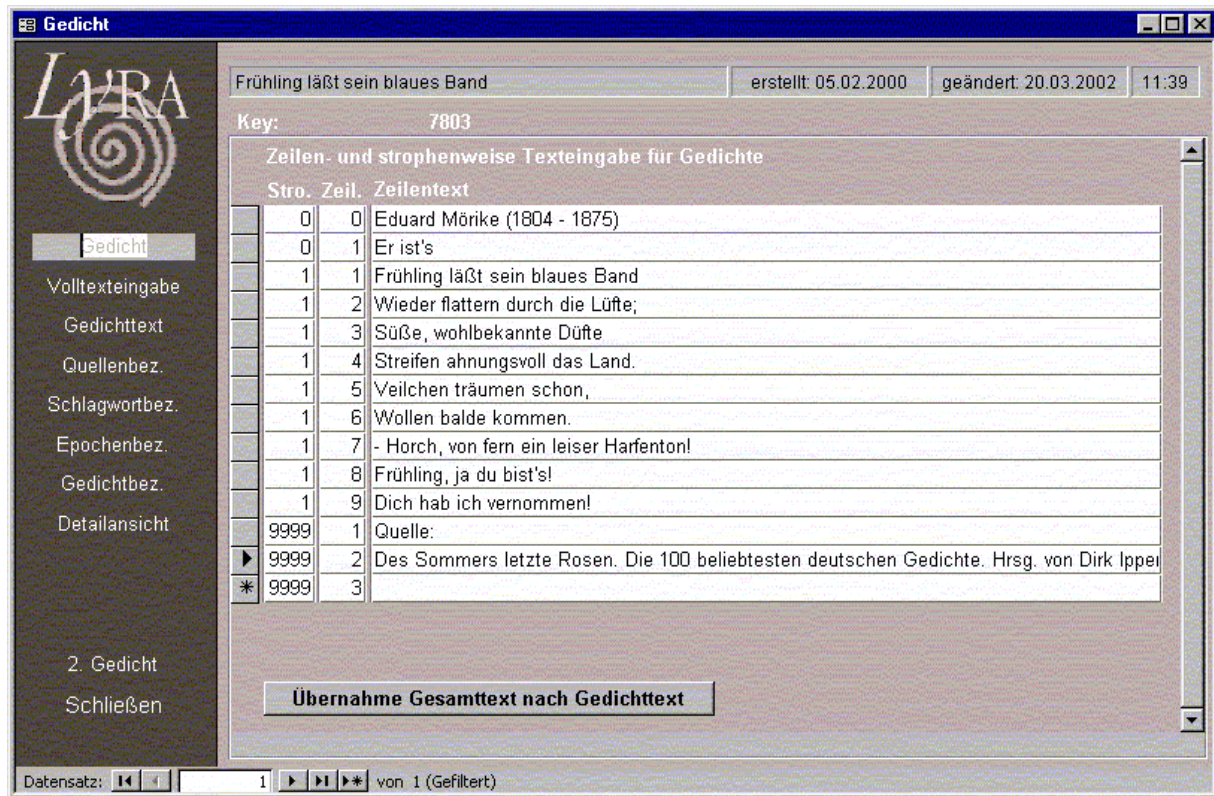 Gedicht
LyRA
Frühling läßt sein blaues Band erstellt: 05.02.2000 geändert: 20.03.2002 11:39
Key: 7803
Zeilen- und strophenweise Texteingabe für Gedichte
Stro. Zeil. Zeilentext
0 0 Eduard Mörike (1804 - 1875)
0 1 Er ist's
1 1 Frühling läßt sein blaues Band
1 2 Wieder flattern durch die Lüfte;
1 3 Süße, wohlbekannte Düfte
1 4 Streifen ahnungsvoll das Land.
1 5 Veilchen träumen schon,
1 6 Wollen balde kommen.
1 7 - Horch, von fern ein leiser Harfenton!
1 8 Frühling, ja du bist's!
1 9 Dich hab ich vernommen!
9999 1 Quelle:
9999 2 Des Sommers letzte Rosen. Die 100 beliebtesten deutschen Gedichte. Hrsg. von Dirk Ipper
9999 3
Gedicht
Volltexteingabe
Gedichttext
Quellenbez.
Schlagwortbez.
Epochenbez.
Gedichtbez.
Detailansicht
2. Gedicht
Schließen
Übernahme Gesamttext nach Gedichttext
Datensatz: 1 von 1 (Gefiltert)